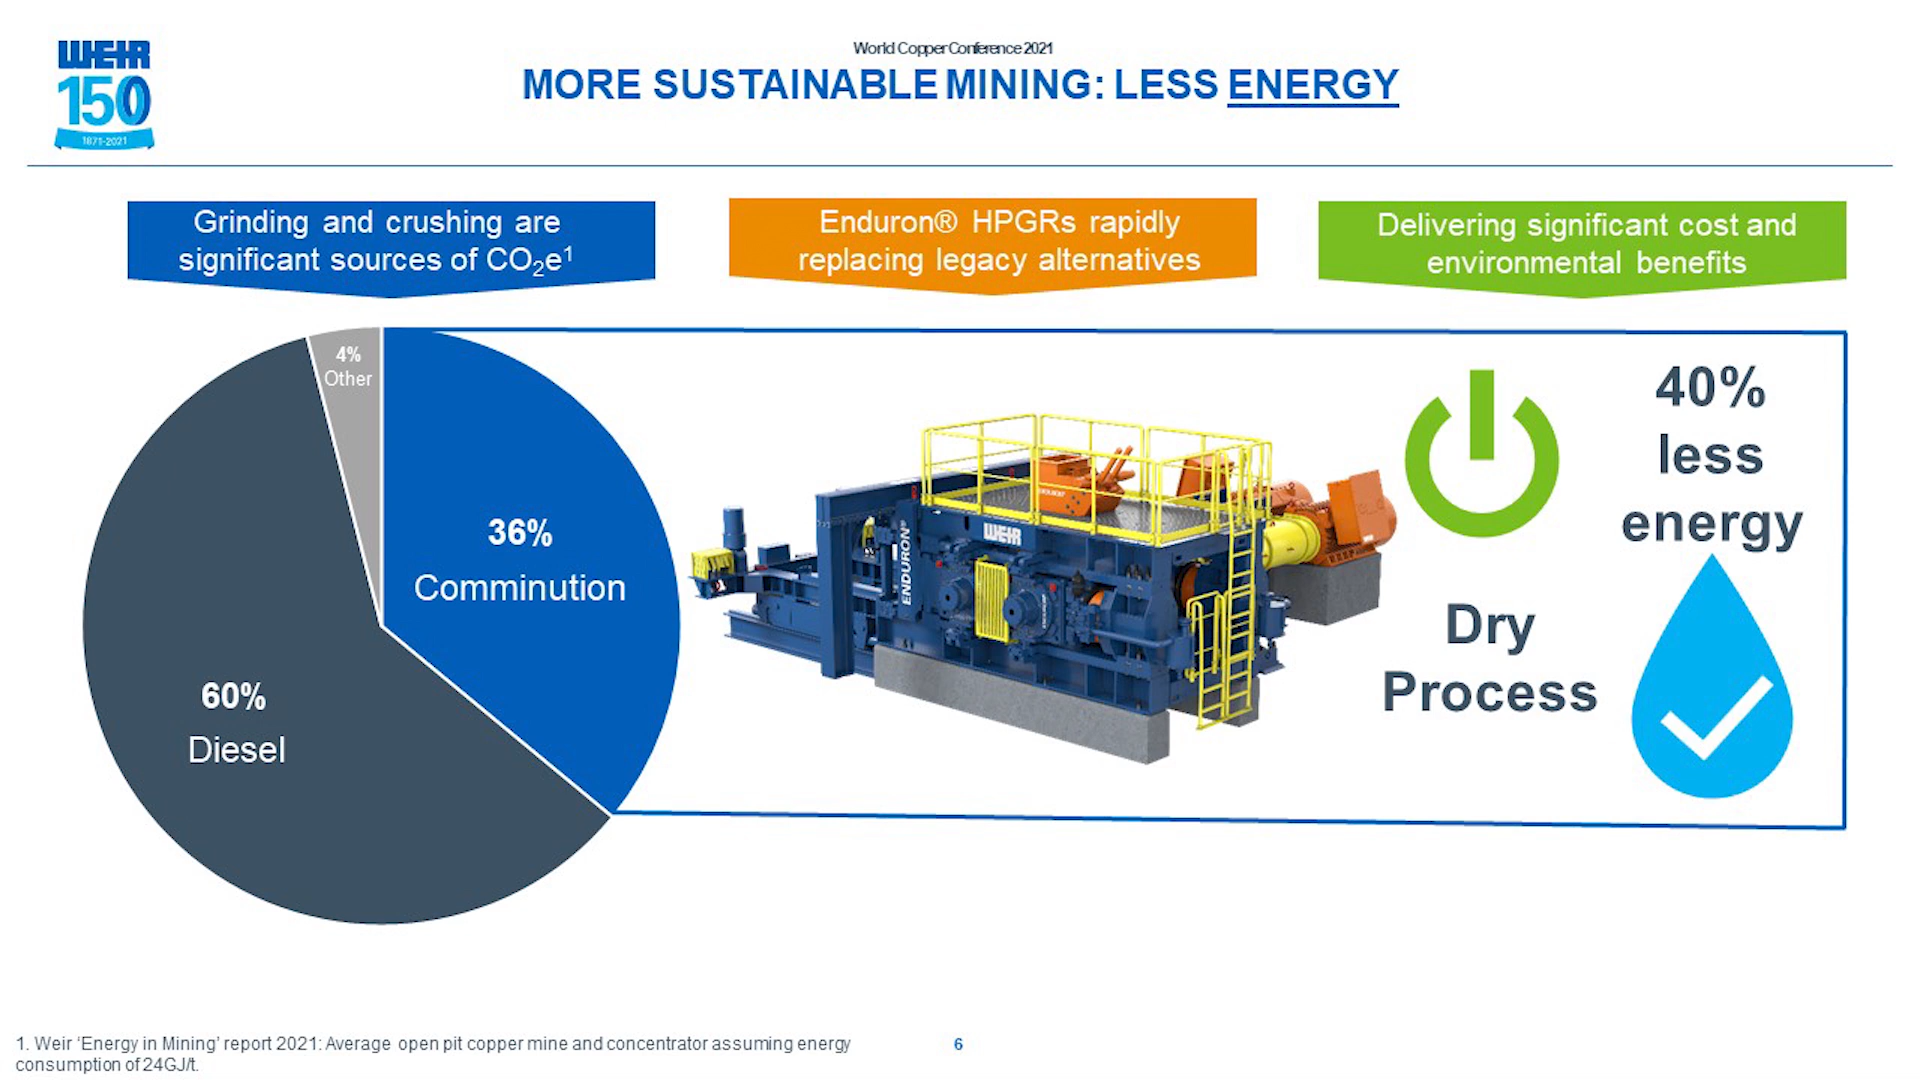 WEIR
150
1871-2021
World Copper Conference 2021
MORE SUSTAINABLE MINING: LESS ENERGY
Grinding and crushing are
significant sources of CO₂e¹
Enduron® HPGRs rapidly
replacing legacy alternatives
Delivering significant cost and
environmental benefits
4%
Other
36%
Comminution
60%
Diesel
WEIR
ENDURON®
40%
less
energy
Dry
Process
1. Weir ‘Energy in Mining’ report 2021: Average open pit copper mine and concentrator assuming energy
consumption of 24GJ/t.
6